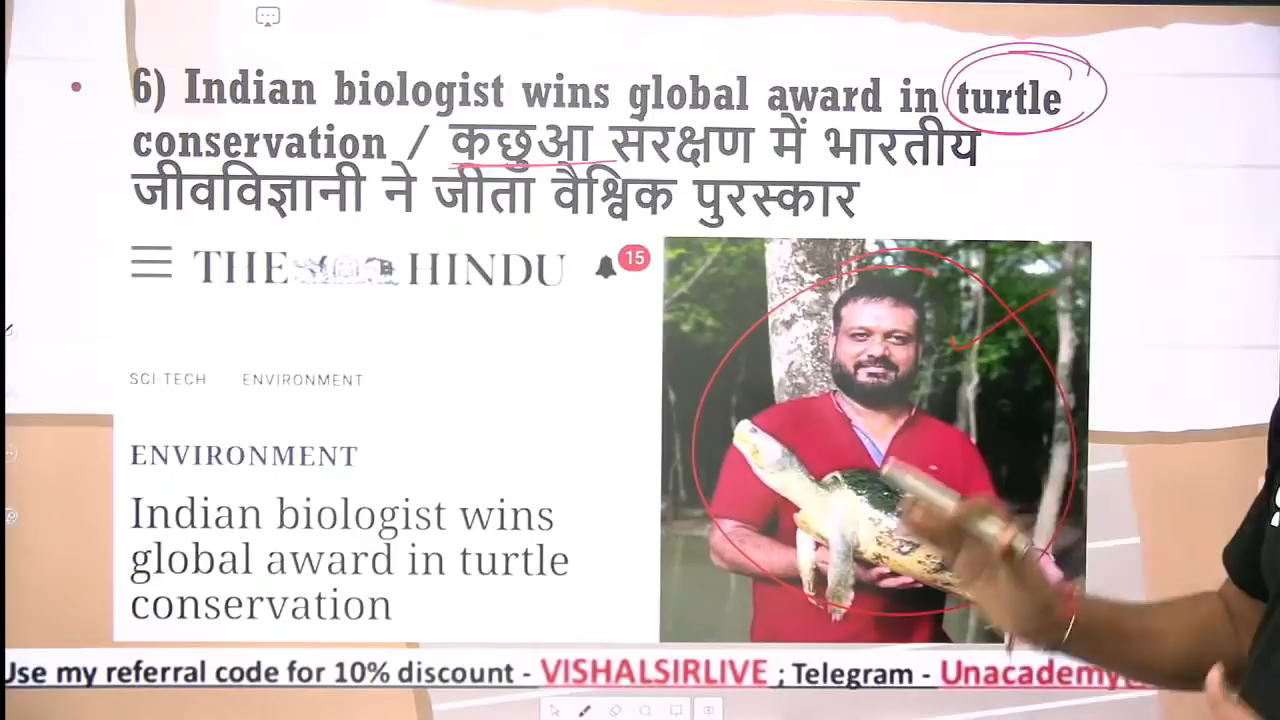 6) Indian biologist wins global award in turtle
conservation / कछुआ संरक्षण में भारतीय
जीवविज्ञानी ने जीता वैश्विक पुरस्कार
THE HINDU
15
SCI-TECH ENVIRONMENT
ENVIRONMENT
Indian biologist wins
global award in turtle
conservation
Use my referral code for 10% discount - VISHALSIRLIVE ; Telegram - Unacademy